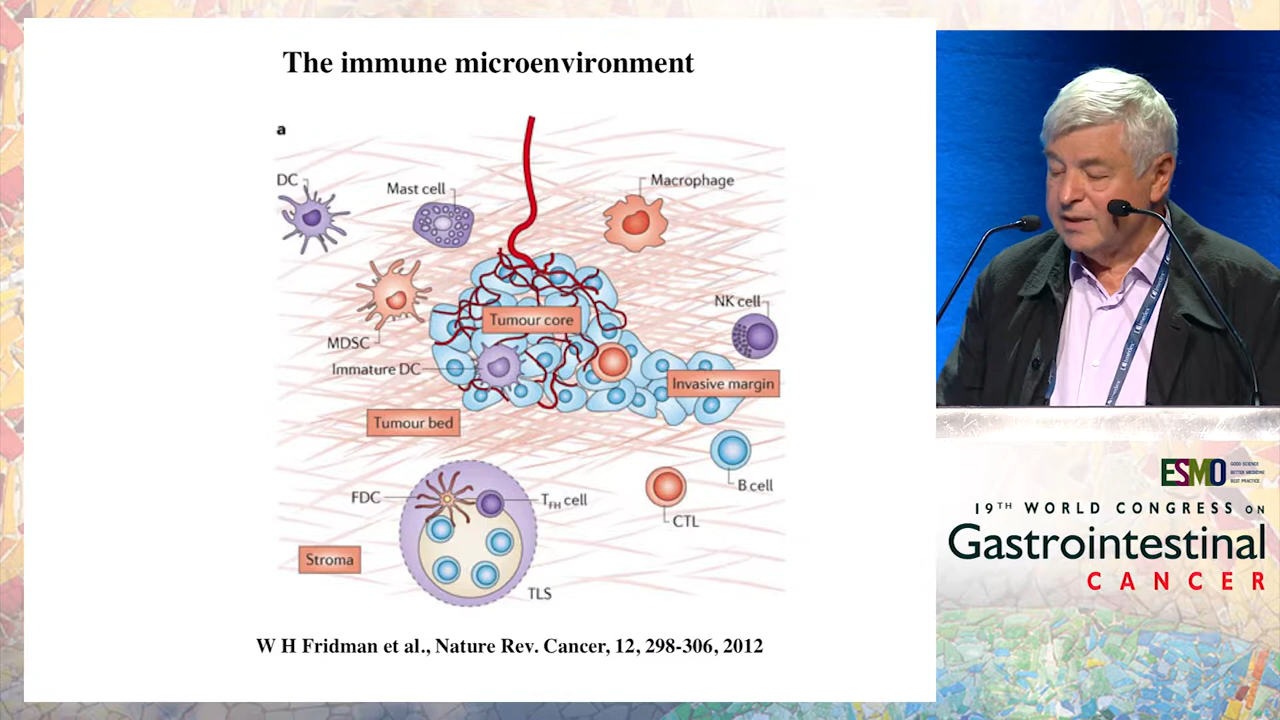 The immune microenvironment
a
DC
Mast cell
Macrophage
NK cell
Tumour core
MDSC
Immature DC
Invasive margin
Tumour bed
B cell
FDC
TFH cell
CTL
Stroma
TLS
W H Fridman et al., Nature Rev. Cancer, 12, 298-306, 2012
ESMO
GOOD SCIENCE
BETTER MEDICINE
BEST PRACTICE
19TH WORLD CONGRESS ON
Gastrointestinal
CANCER